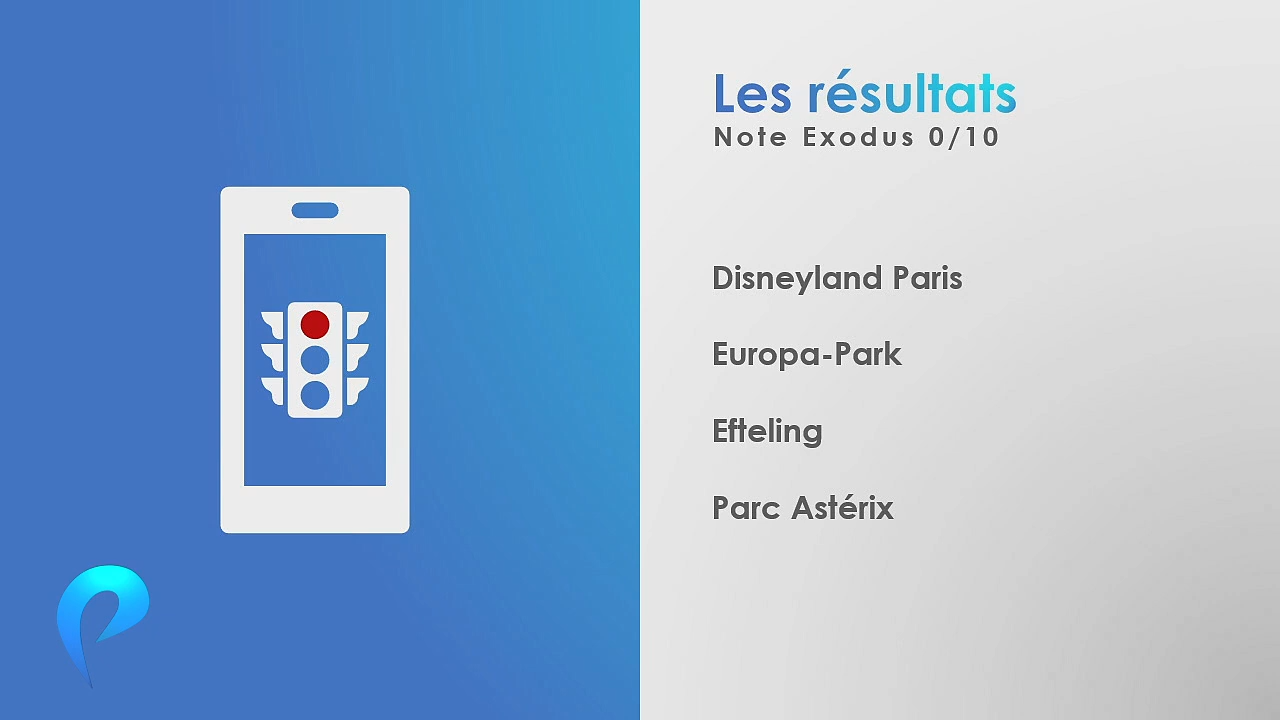 Les résultats
Note Exodus 0/10
Disneyland Paris
Europa-Park
Efteling
Parc Astérix